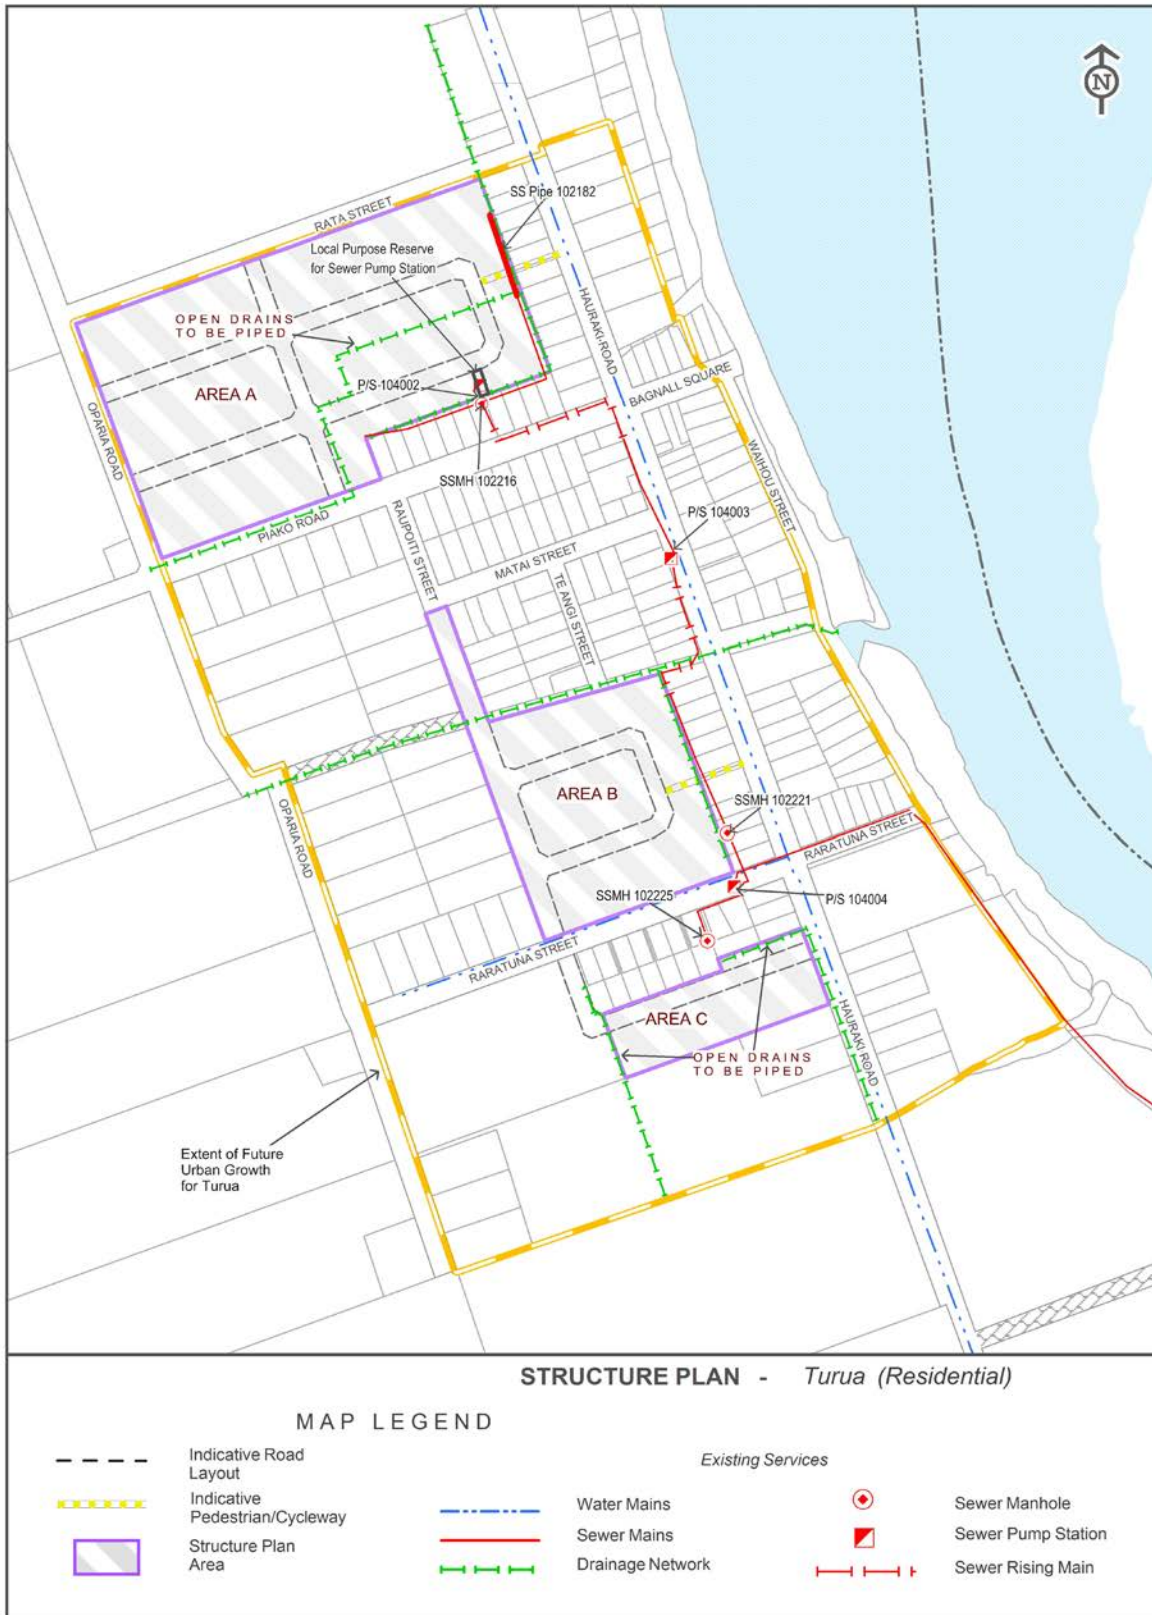 N
RATA STREET
SS Pipe 102182
Local Purpose Reserve
for Sewer Pump Station
HAURAKI ROAD
OPEN DRAINS
TO BE PIPED
AREA A
P/S 104002
BAGNALL SQUARE
OPARIA ROAD
WAIHOU STREET
SSMH 102216
PIAKO ROAD
RAUPOITI STREET
P/S 104003
MATAI STREET
TE ANGI STREET
AREA B
SSMH 102221
OPARIA ROAD
RARATUNA STREET
SSMH 102225
P/S 104004
RARATUNA STREET
AREA C
HAURAKI ROAD
OPEN DRAINS
TO BE PIPED
Extent of Future
Urban Growth
for Turua
STRUCTURE PLAN - Turua (Residential)
MAP LEGEND
Indicative Road
Layout
Indicative
Pedestrian/Cycleway
Structure Plan
Area
Existing Services
Water Mains
Sewer Mains
Drainage Network
Sewer Manhole
Sewer Pump Station
Sewer Rising Main